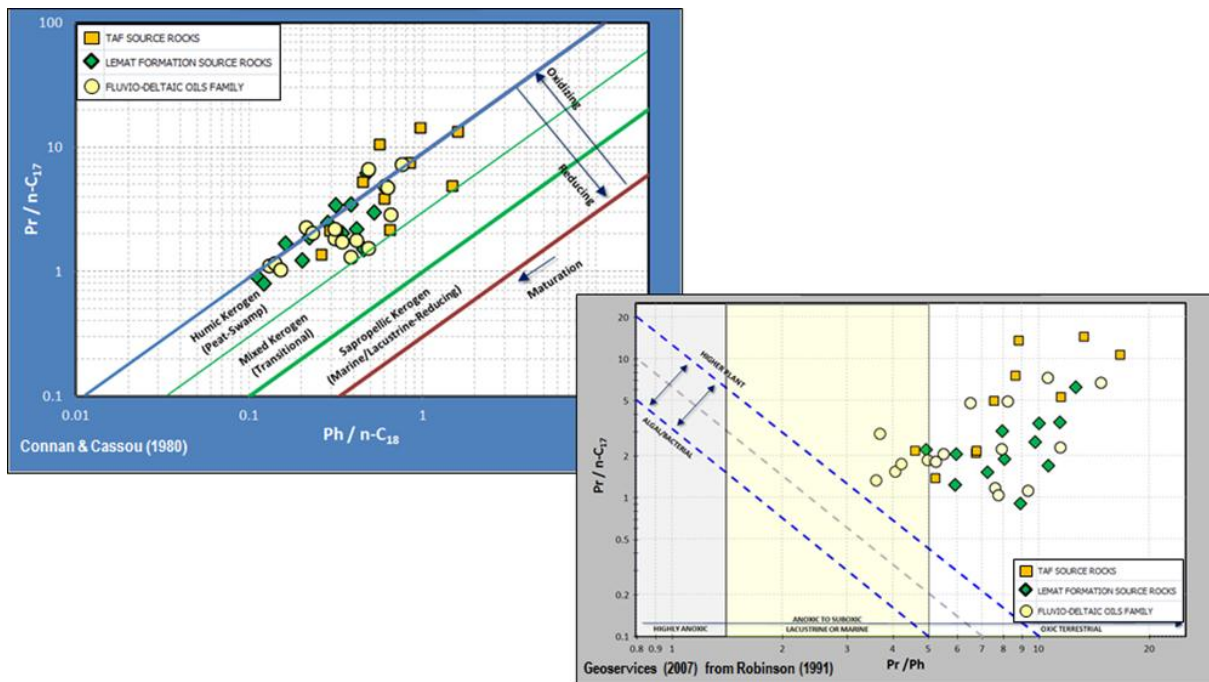 100
10
1
0.1
Pr / n-C17
TAF SOURCE ROCKS
LEMAT FORMATION SOURCE ROCKS
FLUVIO-DELTAIC OILS FAMILY
Oxidizing
Reducing
Maturation
Humic Kerogen
(Peat-Swamp)
Mixed Kerogen
(Transitional)
Sapropellic Kerogen
(Marine/Lacustrine-Reducing)
0.01
0.1
1
Ph / n-C18
Connan & Cassou (1980)
20
10
5
2
1
0.5
0.2
0.1
Pr / n-C17
HIGHER PLANT
ALGAL/BACTERIAL
TAF SOURCE ROCKS
LEMAT FORMATION SOURCE ROCKS
FLUVIO-DELTAIC OILS FAMILY
HIGHLY ANOXIC
ANOXIC TO SUBOXIC
LACUSTRINE OR MARINE
OXIC TERRESTRIAL
0.8 0.9 1 2 3 4 5 6 7 8 9 10 20
Pr /Ph
Geoservices (2007) from Robinson (1991)